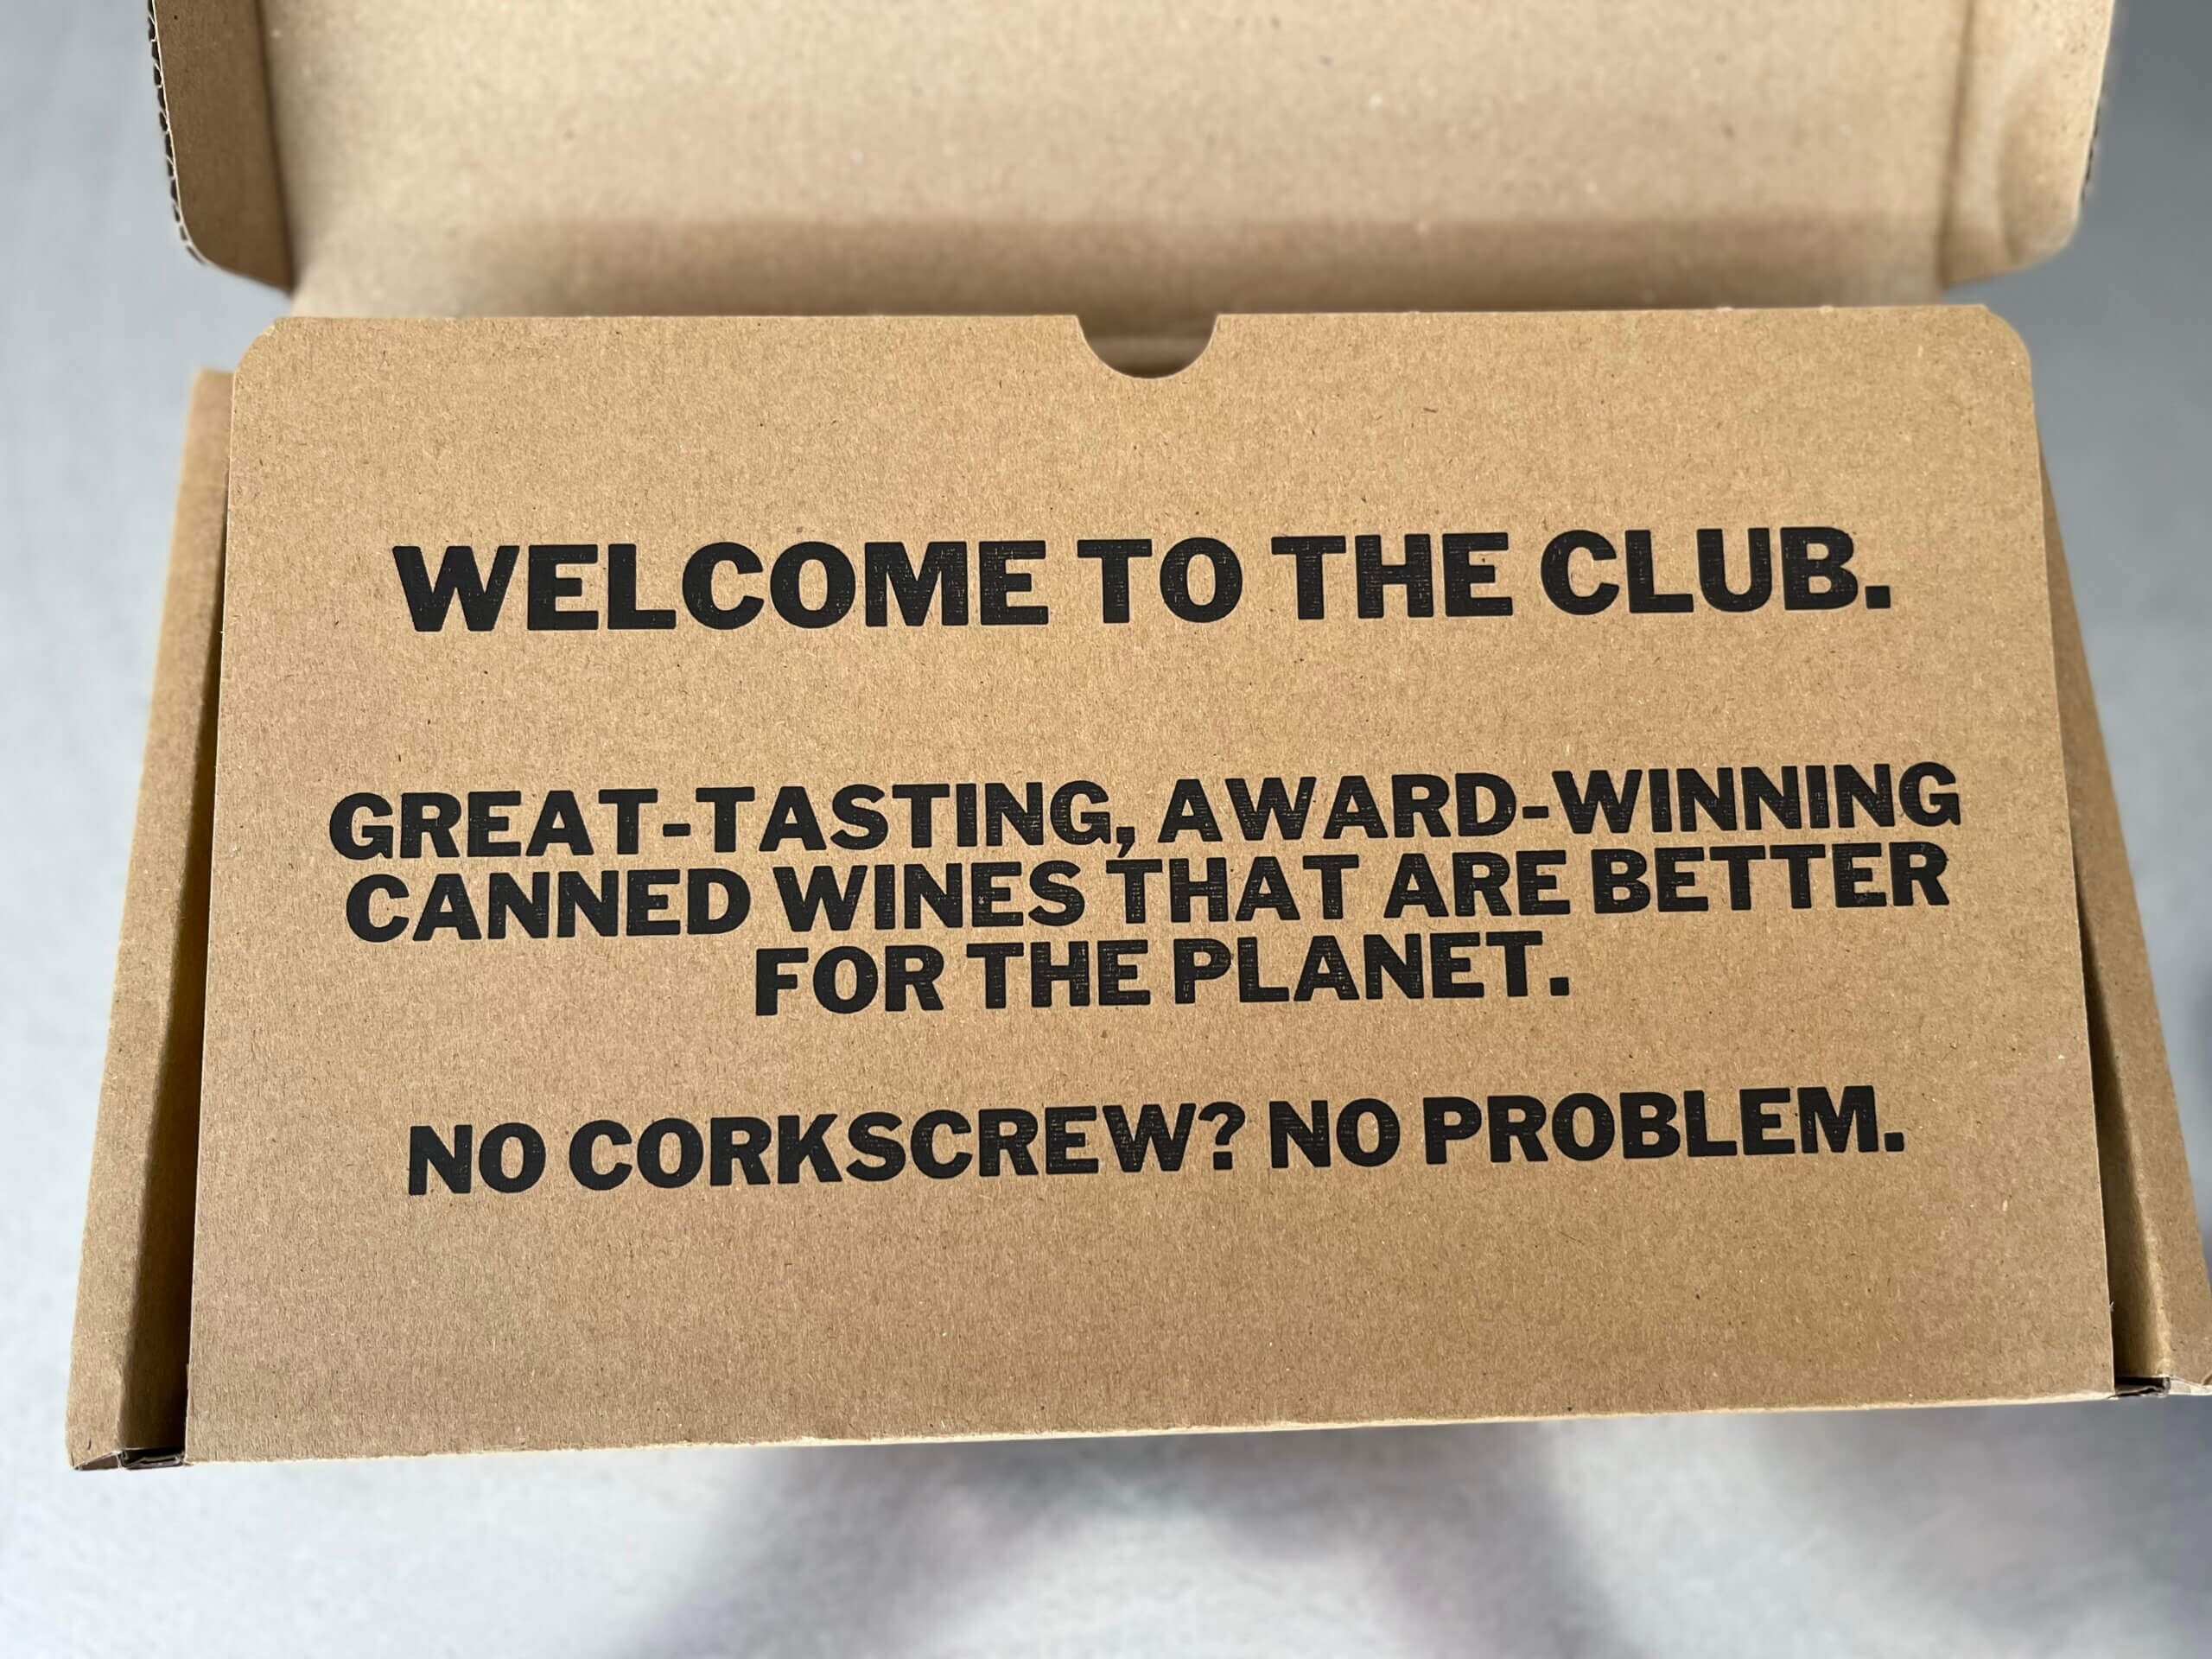 WELCOME TO THE CLUB.
GREAT-TASTING, AWARD-WINNING
CANNED WINES THAT ARE BETTER
FOR THE PLANET.
NO CORKSCREW? NO PROBLEM.